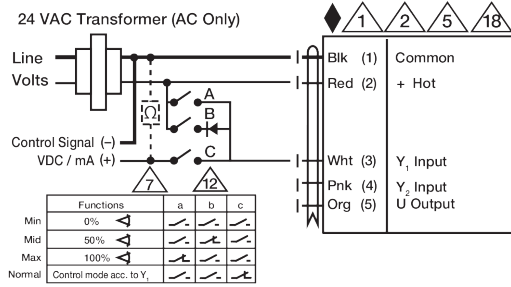 24 VAC Transformer (AC Only)
1 2 5 18
Line
Volts
Blk (1) Common
Red (2) + Hot
A
Ω
B
Control Signal (–)
VDC / mA (+)
C
Wht (3) Y1 Input
7 12
Pnk (4) Y2 Input
Org (5) U Output
Functions a b c
Min 0%
Mid 50%
Max 100%
Normal Control mode acc. to Y1